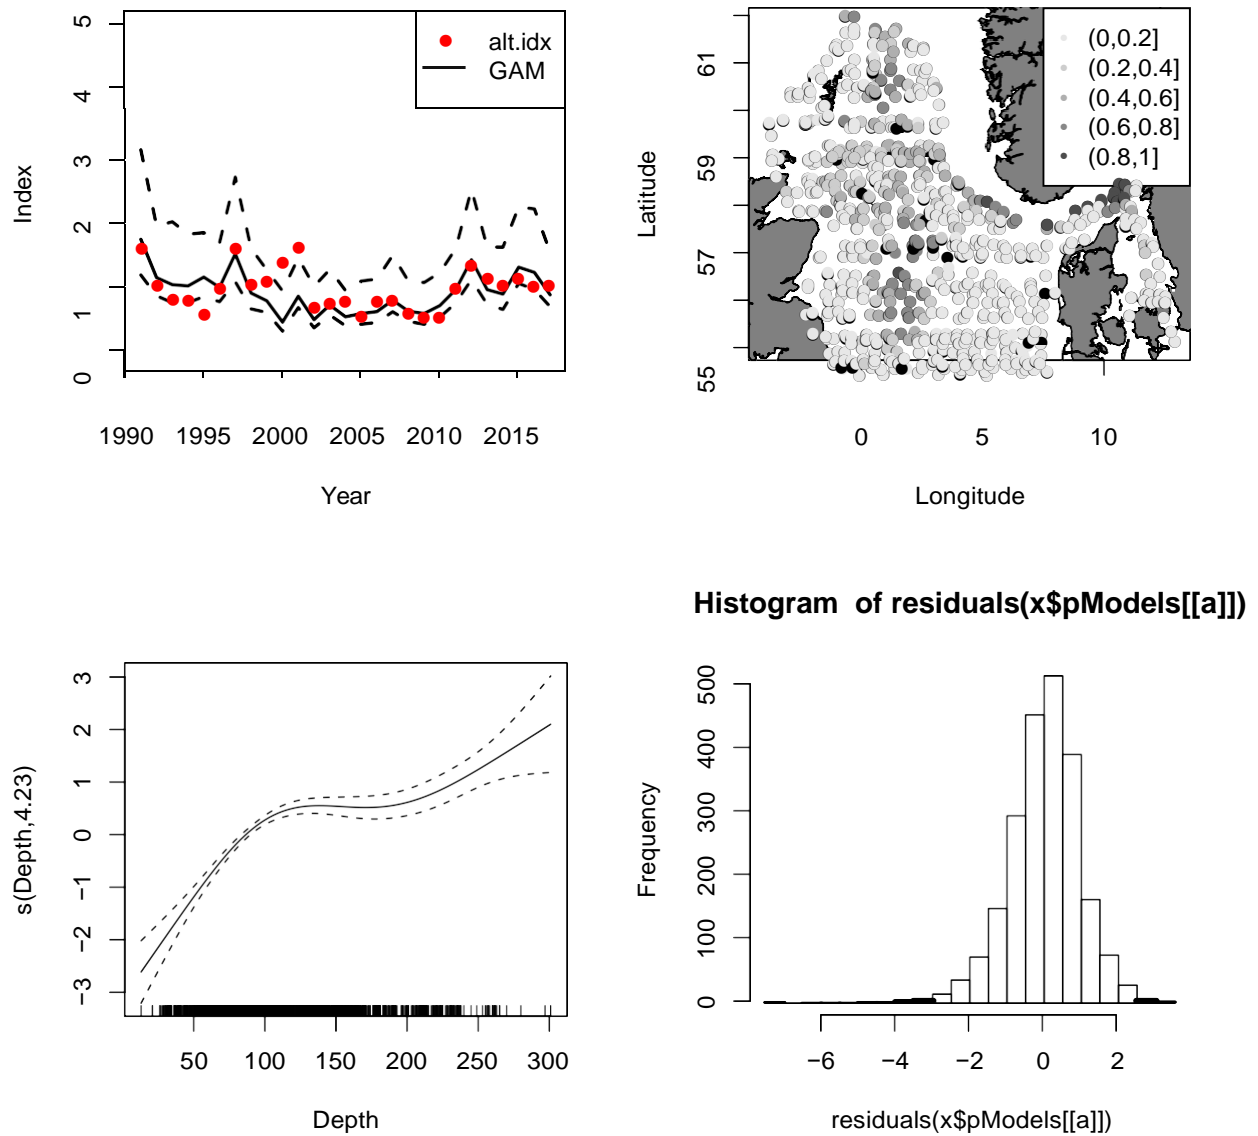 5
4
3
2
1
0
Index
alt.idx
GAM
1990 1995 2000 2005 2010 2015
Year
61
59
57
55
Latitude
(0,0.2]
(0.2,0.4]
(0.4,0.6]
(0.6,0.8]
(0.8,1]
0 5 10
Longitude
3
2
1
0
−1
−2
−3
s(Depth,4.23)
50 100 150 200 250 300
Depth
Histogram of residuals(x$pModels[[a]])
500
400
300
200
100
0
Frequency
−6 −4 −2 0 2
residuals(x$pModels[[a]])